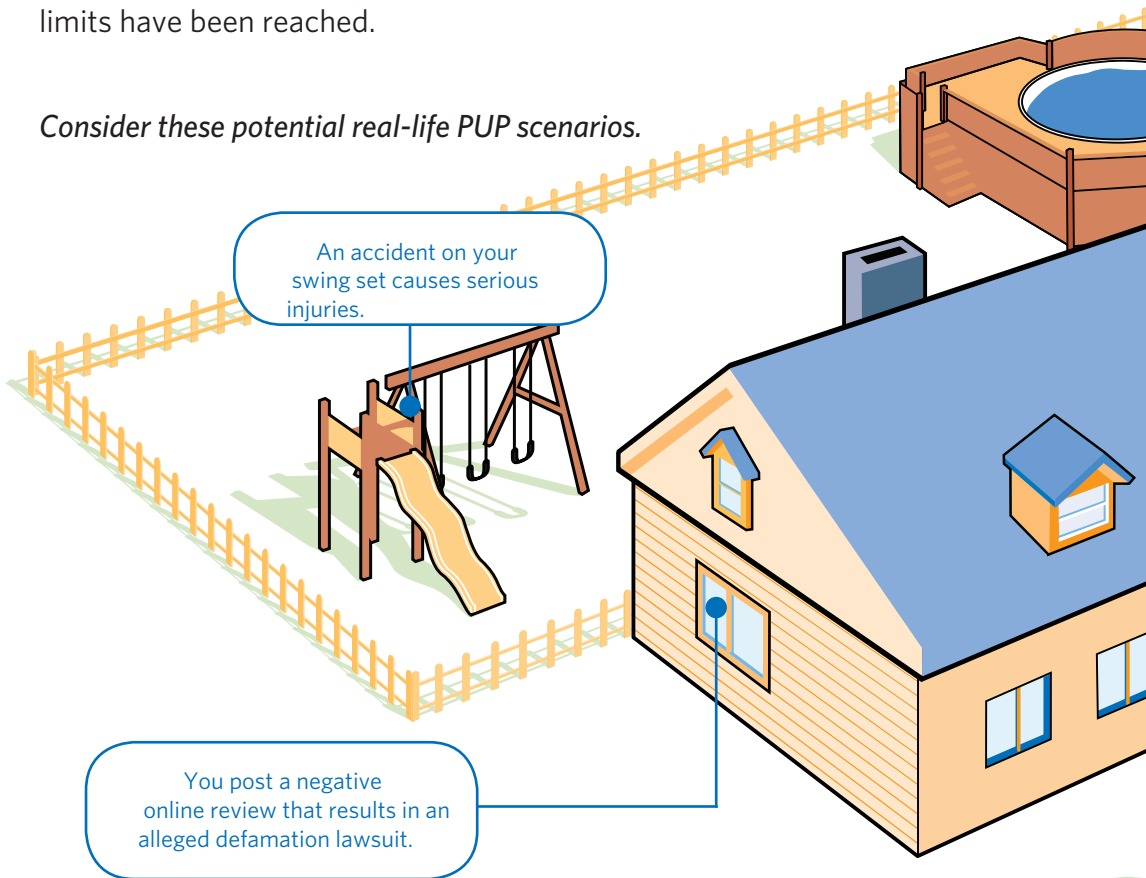 limits have been reached.
Consider these potential real-life PUP scenarios.
An accident on your
swing set causes serious
injuries.
You post a negative
online review that results in an
alleged defamation lawsuit.